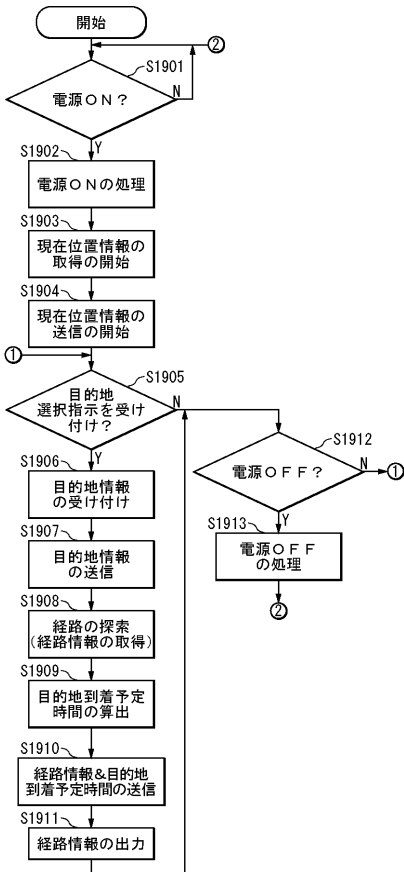 開始
②
S1901
電源ON？
N
Y
S1902
電源ONの処理
S1903
現在位置情報の
取得の開始
S1904
現在位置情報の
送信の開始
①
S1905
目的地
選択指示を受け
付け？
N
Y
S1906
目的地情報
の受け付け
S1907
目的地情報
の送信
S1908
経路の探索
(経路情報の取得)
S1909
目的地到着予定
時間の算出
S1910
経路情報＆目的地
到着予定時間の送信
S1911
経路情報の出力
S1912
電源OFF？
N
①
Y
S1913
電源OFF
の処理
②